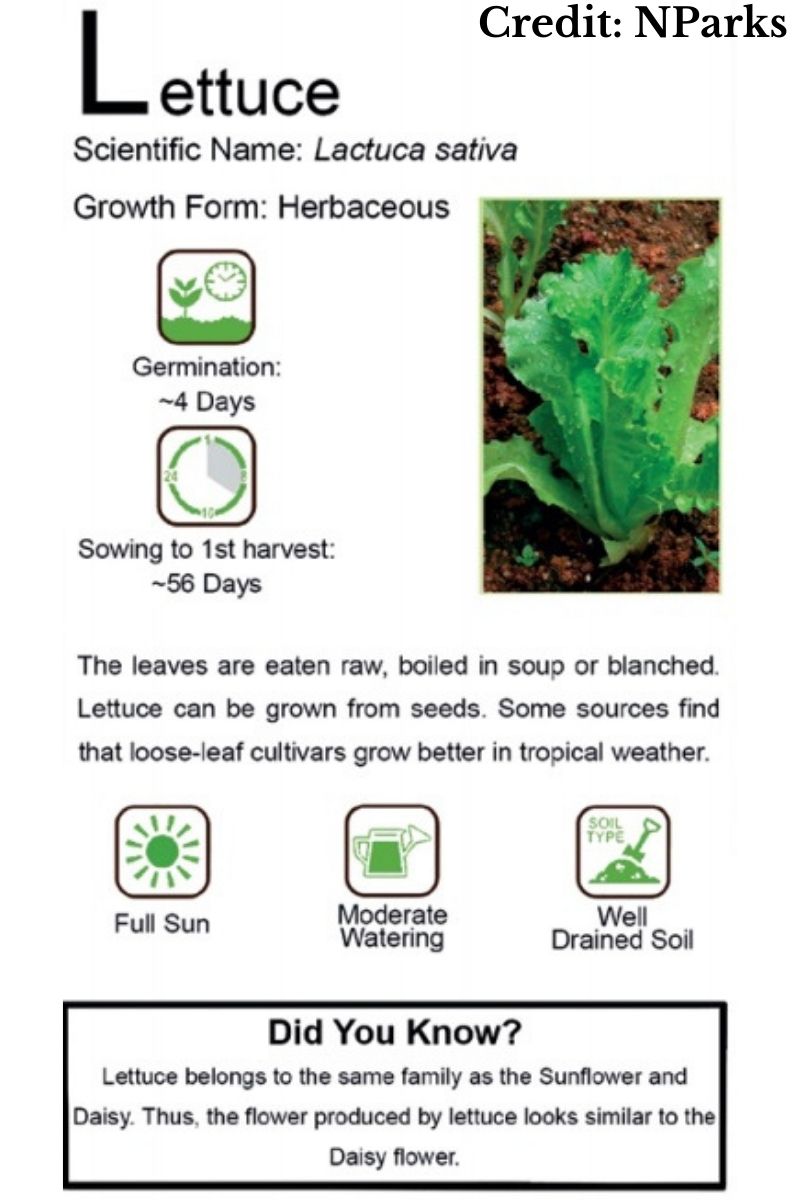 Credit: NParks
Lettuce
Scientific Name: Lactuca sativa
Growth Form: Herbaceous
Germination:
~4 Days
1
24
8
16
Sowing to 1st harvest:
~56 Days
The leaves are eaten raw, boiled in soup or blanched.
Lettuce can be grown from seeds. Some sources find
that loose-leaf cultivars grow better in tropical weather.
SOIL
TYPE
Full Sun
Moderate
Watering
Well
Drained Soil
Did You Know?
Lettuce belongs to the same family as the Sunflower and
Daisy. Thus, the flower produced by lettuce looks similar to the
Daisy flower.